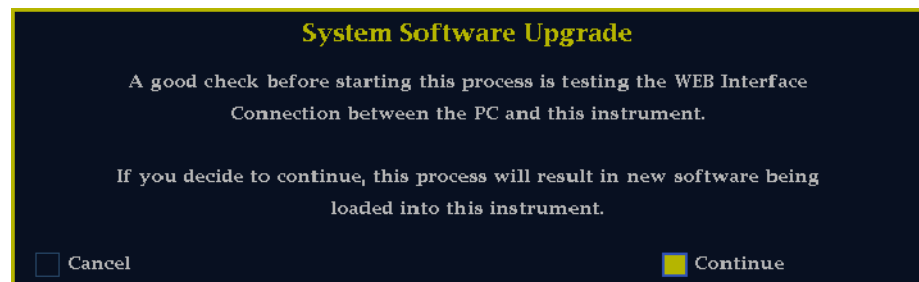 System Software Upgrade
A good check before starting this process is testing the WEB Interface
Connection between the PC and this instrument.
If you decide to continue, this process will result in new software being
loaded into this instrument.
Cancel
Continue